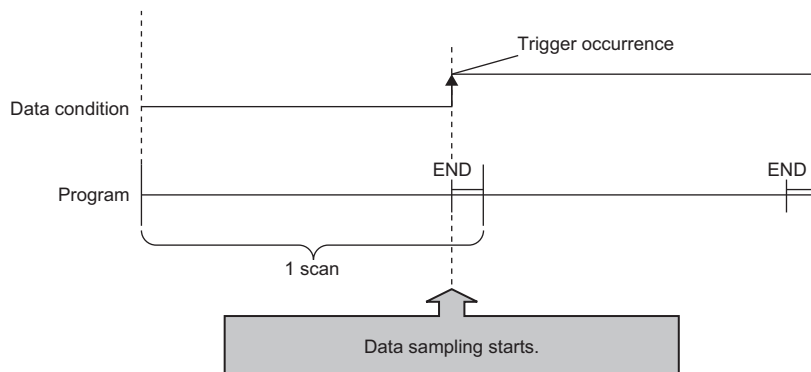 Trigger occurrence
Data condition
END
END
Program
1 scan
Data sampling starts.